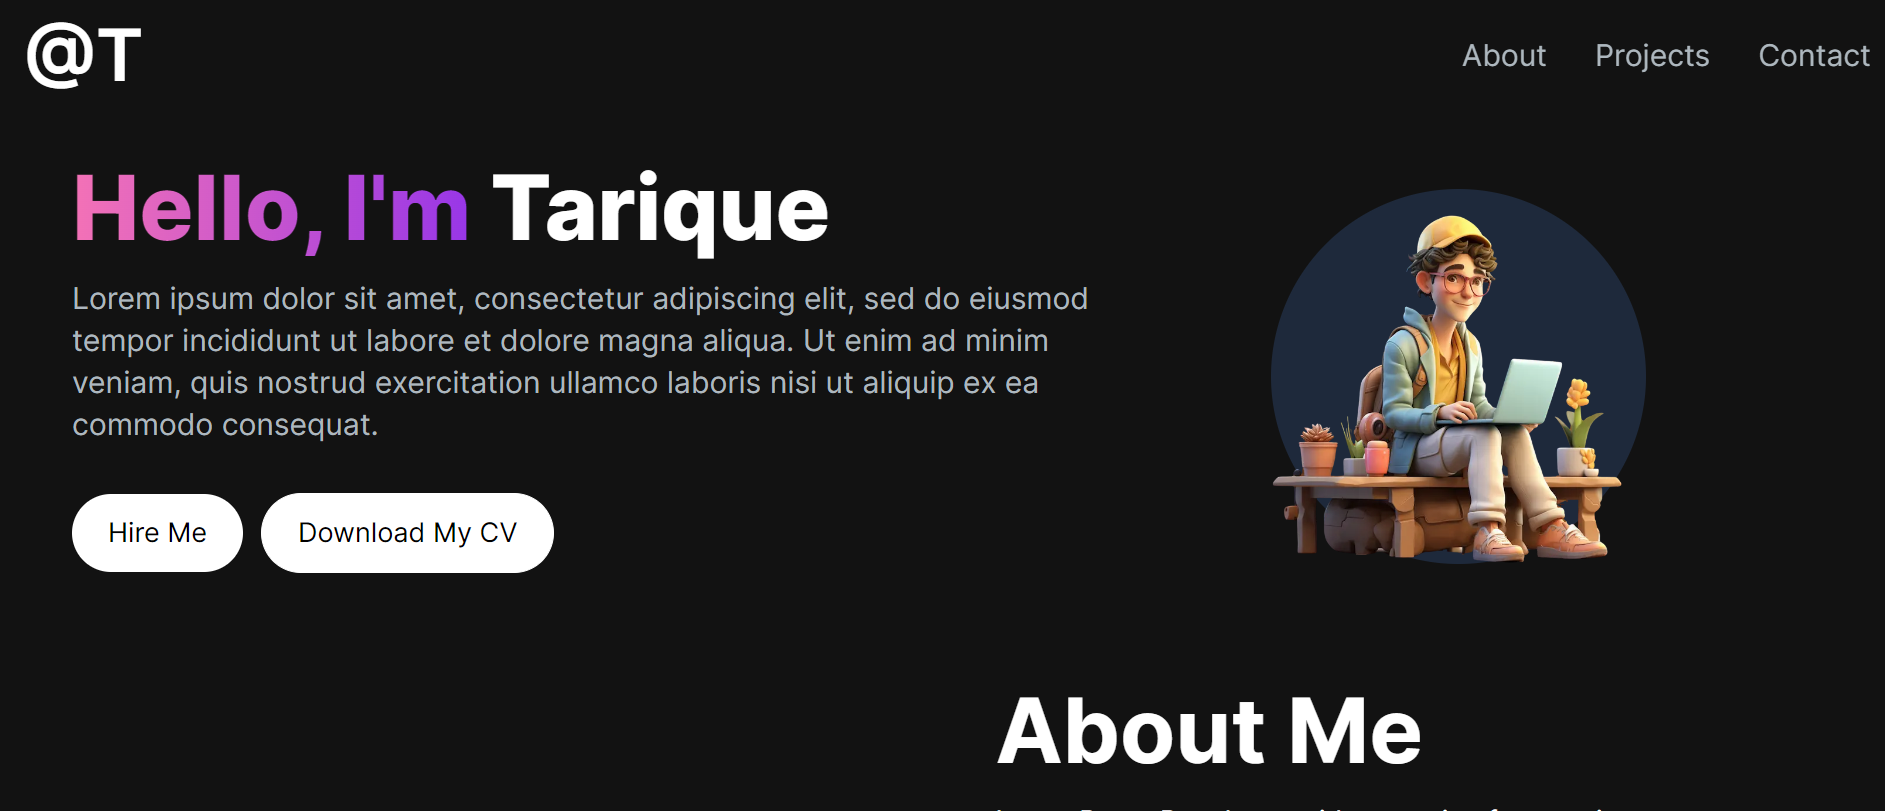 @T
About Projects Contact
Hello, I'm Tarique
Lorem ipsum dolor sit amet, consectetur adipiscing elit, sed do eiusmod
tempor incididunt ut labore et dolore magna aliqua. Ut enim ad minim
veniam, quis nostrud exercitation ullamco laboris nisi ut aliquip ex ea
commodo consequat.
Hire Me Download My CV
About Me